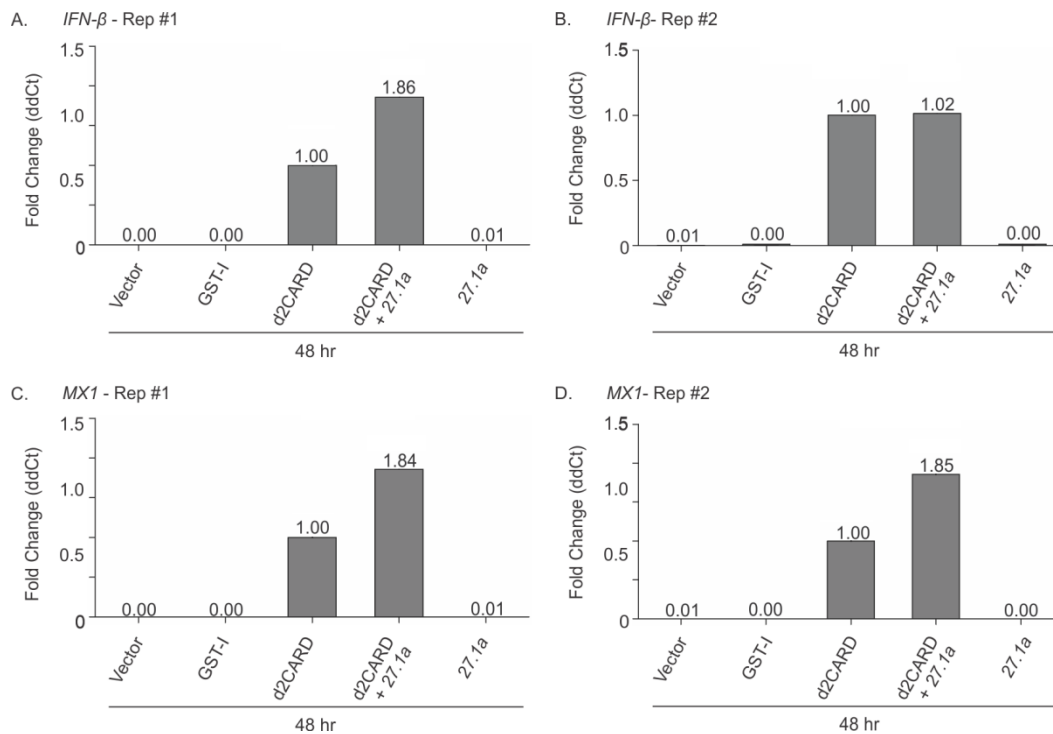 A. IFN-β - Rep #1
Fold Change (ddCt)
1.5
1.0
0.5
0
0.00
0.00
1.00
1.86
0.01
Vector
GST-I
d2CARD
d2CARD
+ 27.1a
27.1a
48 hr
B. IFN-β- Rep #2
Fold Change (ddCt)
1.5
1.0
0.5
0
0.01
0.00
1.00
1.02
0.00
Vector
GST-I
d2CARD
d2CARD
+ 27.1a
27.1a
48 hr
C. MX1 - Rep #1
Fold Change (ddCt)
1.5
1.0
0.5
0
0.00
0.00
1.00
1.84
0.01
Vector
GST-I
d2CARD
d2CARD
+ 27.1a
27.1a
48 hr
D. MX1- Rep #2
Fold Change (ddCt)
1.5
1.0
0.5
0
0.01
0.00
1.00
1.85
0.00
Vector
GST-I
d2CARD
d2CARD
+ 27.1a
27.1a
48 hr